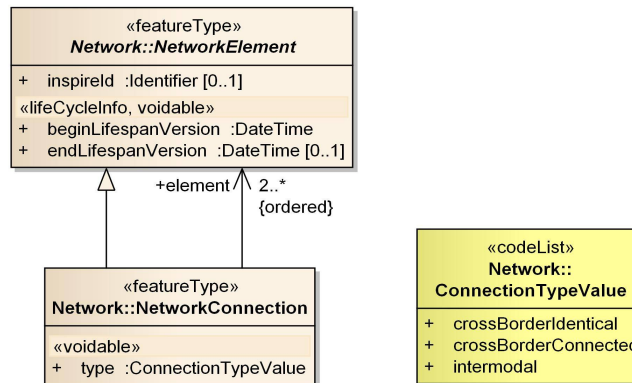 «featureType»
Network::NetworkElement
+ inspireId :Identifier [0..1]
«lifeCycleInfo, voidable»
+ beginLifespanVersion :DateTime
+ endLifespanVersion :DateTime [0..1]
+element 2..*
{ordered}
«featureType»
Network::NetworkConnection
«voidable»
+ type :ConnectionTypeValue
«codeList»
Network::
ConnectionTypeValue
+ crossBorderIdentical
+ crossBorderConnected
+ intermodal